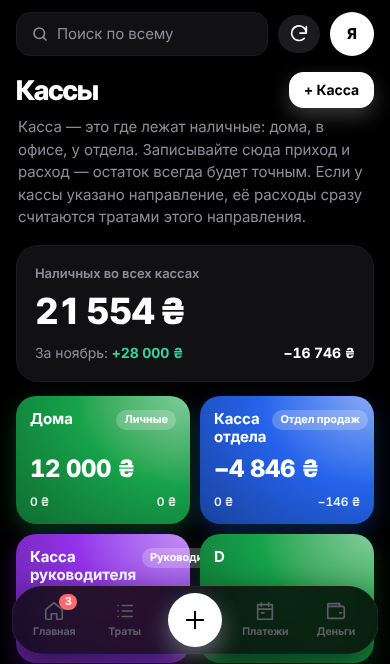 Поиск по всему
Я
Кассы
+ Касса
Касса — это где лежат наличные: дома, в
офисе, у отдела. Записывайте сюда приход и
расход — остаток всегда будет точным. Если у
кассы указано направление, её расходы сразу
считаются тратами этого направления.
Наличных во всех кассах
21 554 ₴
За ноябрь: +28 000 ₴
−16 746 ₴
Дома
Личные
12 000 ₴
0 ₴
0 ₴
Касса
отдела
Отдел продаж
−4 846 ₴
0 ₴
−146 ₴
Касса
руководителя
D
3
Главная
Траты
Платежи
Деньги